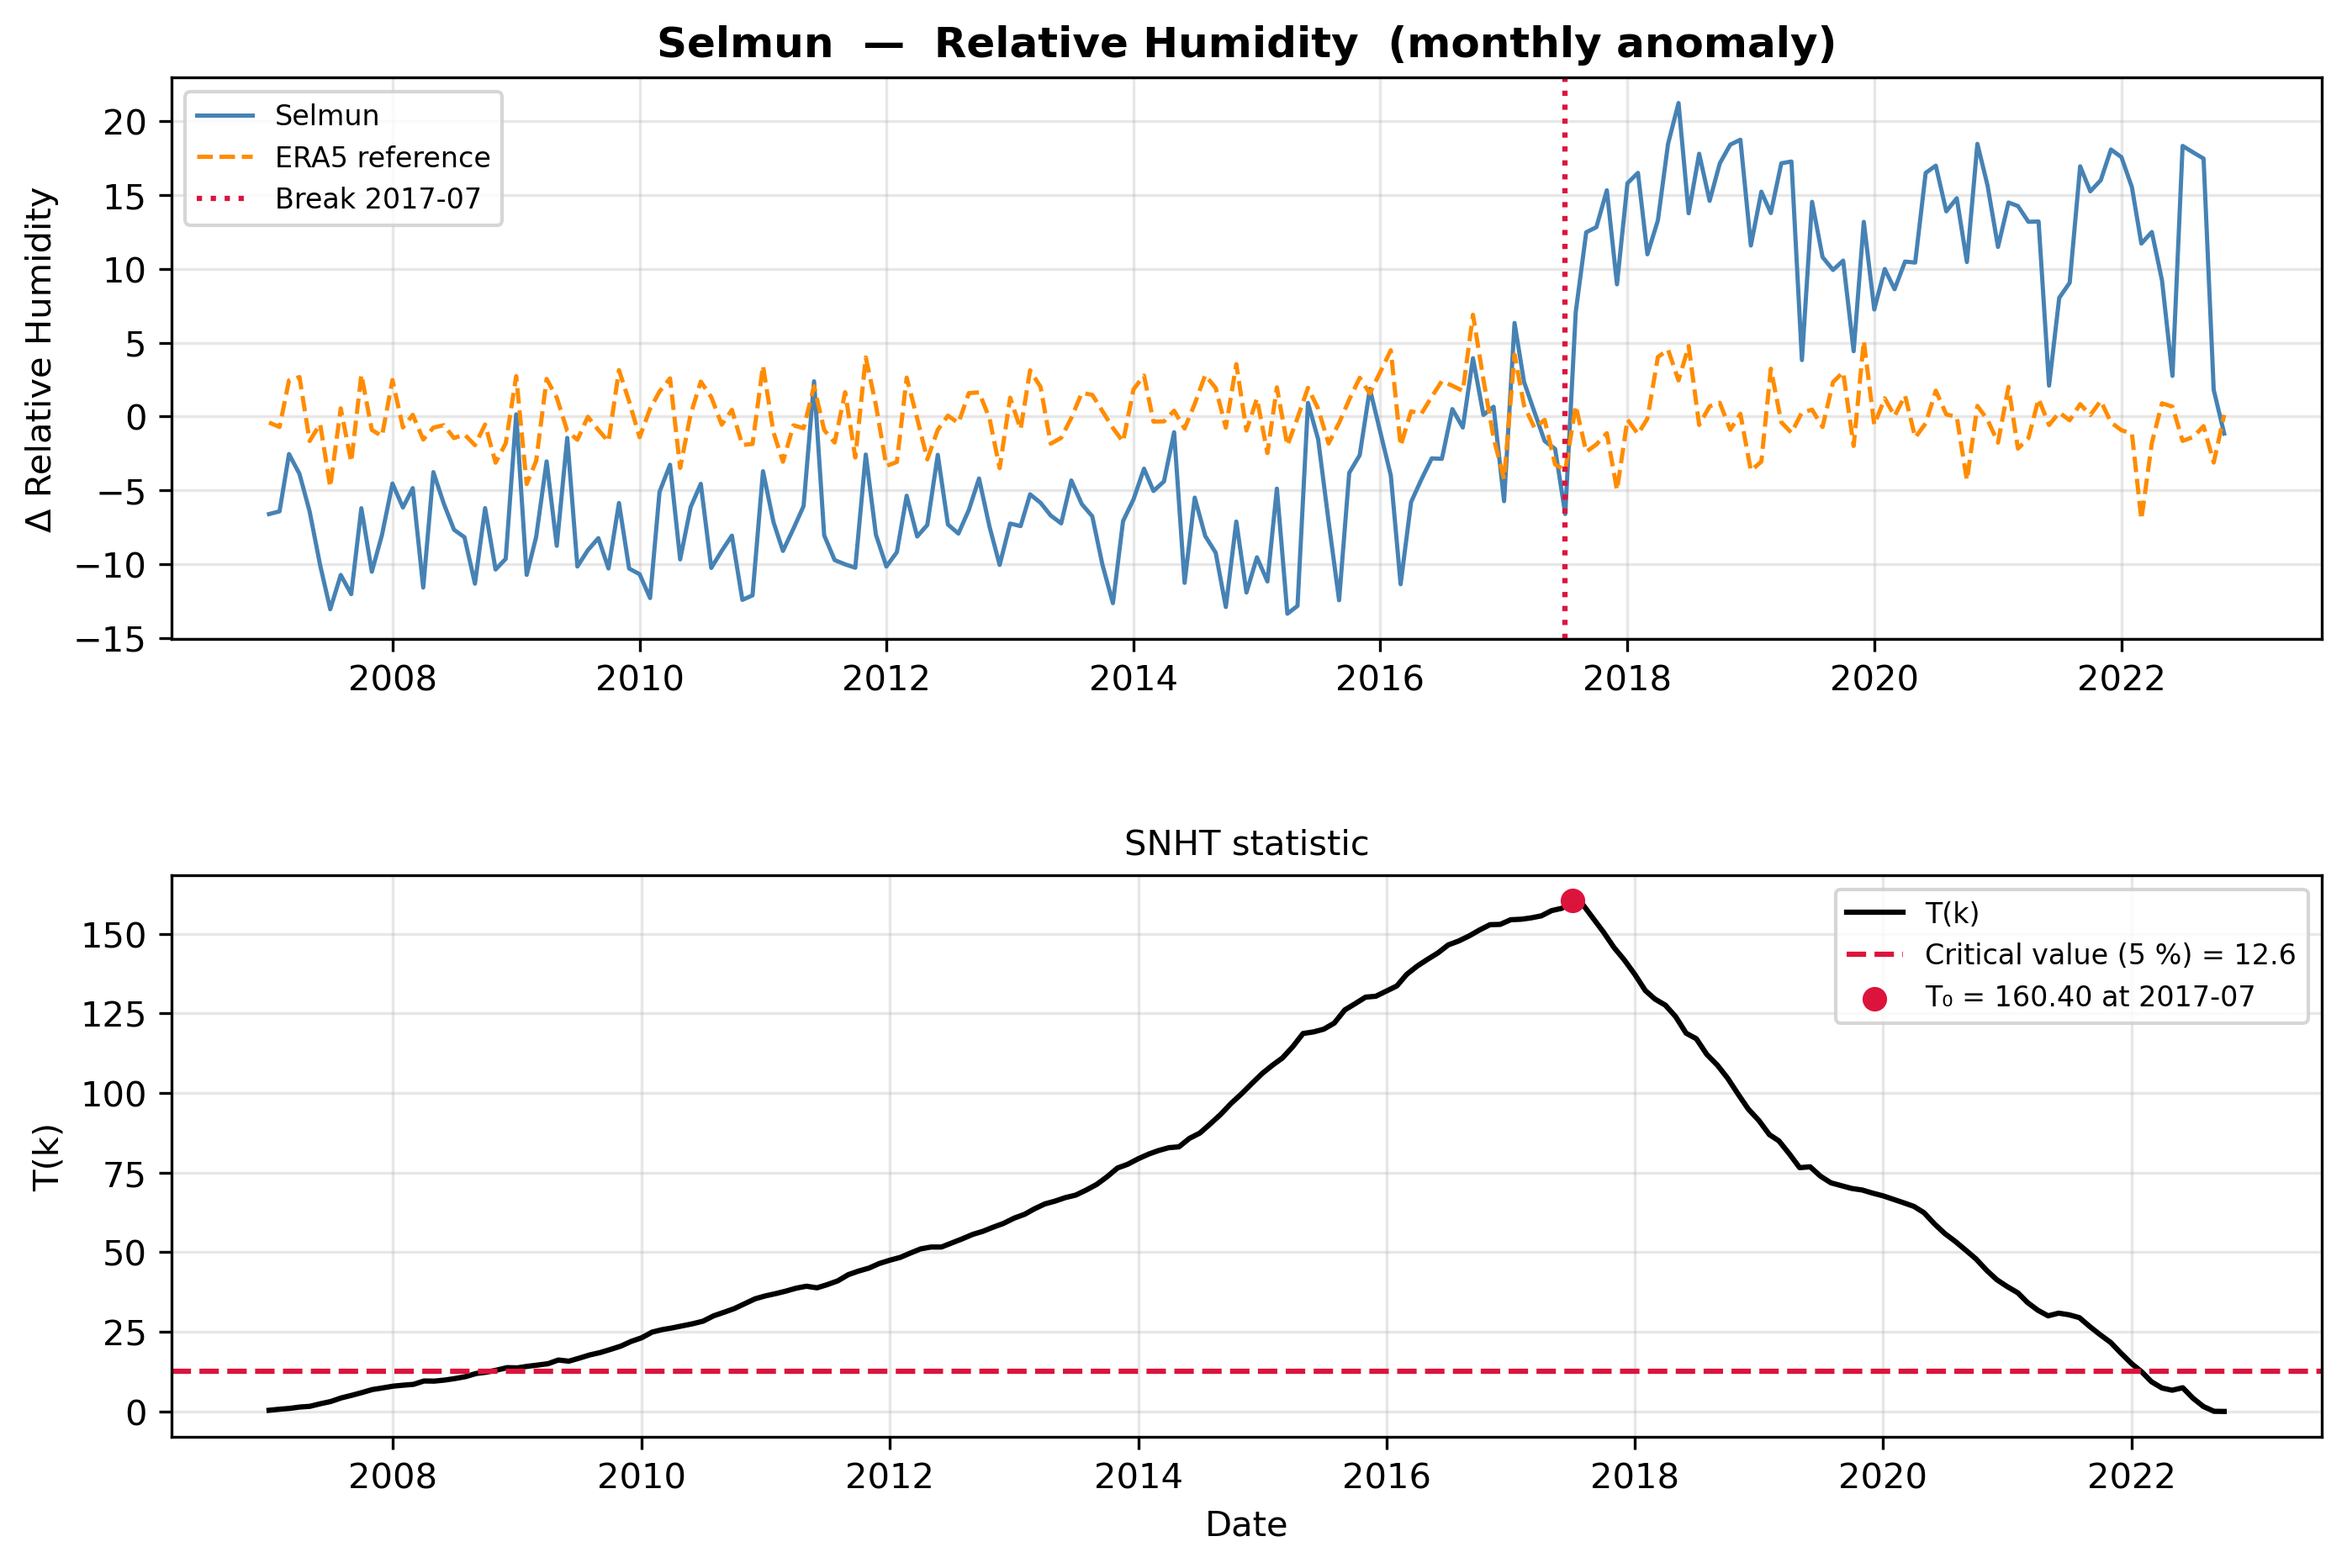 Selmun — Relative Humidity (monthly anomaly)
Selmun
ERA5 reference
Break 2017-07
Δ Relative Humidity
20
15
10
5
0
−5
−10
−15
2008 2010 2012 2014 2016 2018 2020 2022
SNHT statistic
T(k)
Critical value (5 %) = 12.6
T₀ = 160.40 at 2017-07
T(k)
150
125
100
75
50
25
0
2008 2010 2012 2014 2016 2018 2020 2022
Date